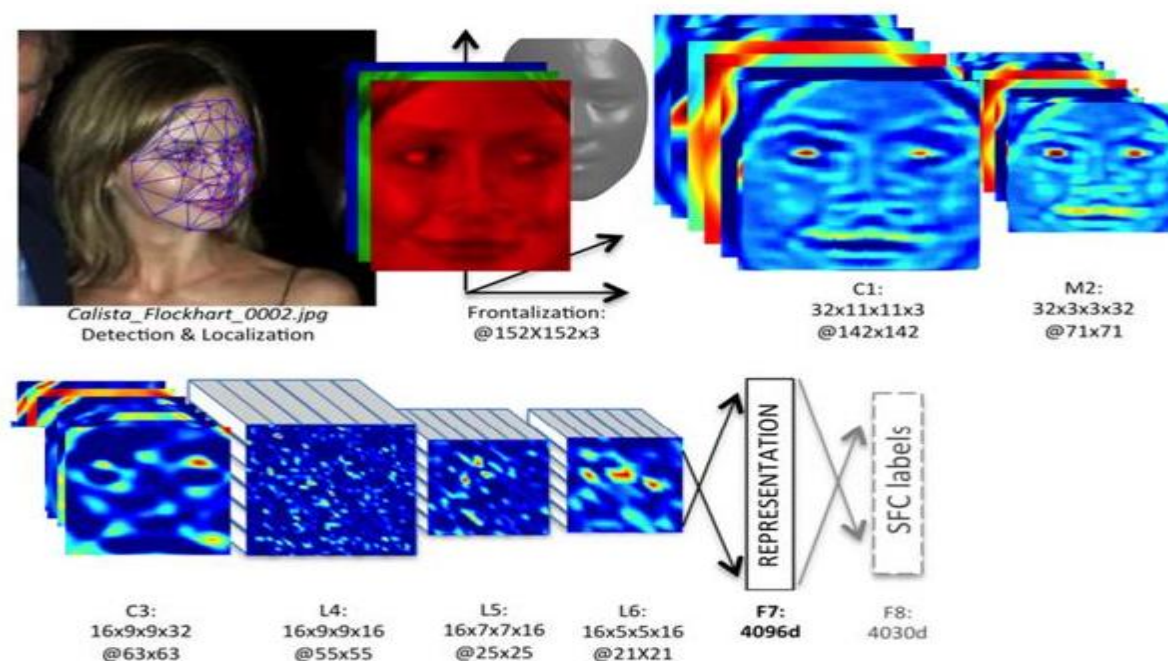 Calista_Flockhart_0002.jpg
Detection & Localization
Frontalization:
@152X152x3
C1:
32x11x11x3
@142x142
M2:
32x3x3x32
@71x71
REPRESENTATION
SFC labels
C3:
16x9x9x32
@63x63
L4:
16x9x9x16
@55x55
L5:
16x7x7x16
@25x25
L6:
16x5x5x16
@21X21
F7:
4096d
F8:
4030d